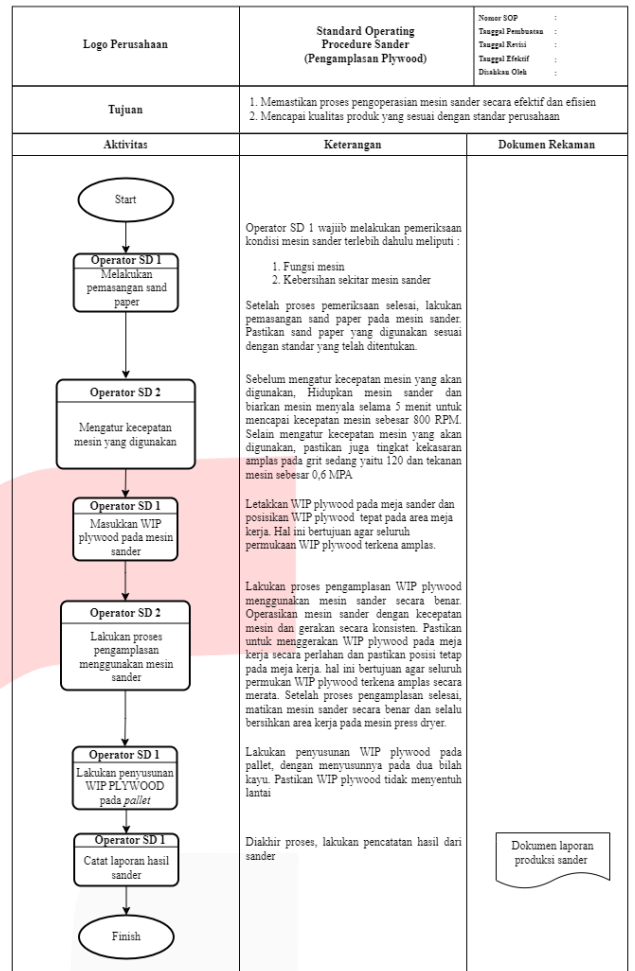 Logo Perusahaan
Standard Operating
Procedure Sander
(Pengamplasan Plywood)
Nomor SOP :
Tanggal Pembuatan :
Tanggal Revisi :
Tanggal Efektif :
Disahkan Oleh :
Tujuan
1. Memastikan proses pengoperasian mesin sander secara efektif dan efisien
2. Mencapai kualitas produk yang sesuai dengan standar perusahaan
Aktivitas
Keterangan
Dokumen Rekaman
Start
Operator SD 1
Melakukan
pemasangan sand
paper
Operator SD 1 wajiib melakukan pemeriksaan
kondisi mesin sander terlebih dahulu meliputi :
1. Fungsi mesin
2. Kebersihan sekitar mesin sander
Setelah proses pemeriksaan selesai, lakukan
pemasangan sand paper pada mesin sander.
Pastikan sand paper yang digunakan sesuai
dengan standar yang telah ditentukan.
Operator SD 2
Mengatur kecepatan
mesin yang digunakan
Sebelum mengatur kecepatan mesin yang akan
digunakan, Hidupkan mesin sander dan
biarkan mesin menyala selama 5 menit untuk
mencapai kecepatan mesin sebesar 800 RPM.
Selain mengatur kecepatan mesin yang akan
digunakan, pastikan juga tingkat kekasaran
amplas pada grit sedang yaitu 120 dan tekanan
mesin sebesar 0,6 MPA
Operator SD 1
Masukkan WIP
plywood pada mesin
sander
Letakkan WIP plywood pada meja sander dan
posisikan WIP plywood tepat pada area meja
kerja. Hal ini bertujuan agar seluruh
permukaan WIP plywood terkena amplas.
Operator SD 2
Lakukan proses
pengamplasan
menggunakan mesin
sander
Lakukan proses pengamplasan WIP plywood
menggunakan mesin sander secara benar.
Operasikan mesin sander dengan kecepatan
mesin dan gerakan secara konsisten. Pastikan
untuk menggerakan WIP plywood pada meja
kerja secara perlahan dan pastikan posisi tetap
pada meja kerja. hal ini bertujuan agar seluruh
permukan WIP plywood terkena amplas secara
merata. Setelah proses pengamplasan selesai,
matikan mesin sander secara benar dan selalu
bersihkan area kerja pada mesin press dryer.
Operator SD 1
Lakukan penyusunan
WIP PLYWOOD
pada pallet
Lakukan penyusunan WIP plywood pada
pallet, dengan menyusunnya pada dua bilah
kayu. Pastikan WIP plywood tidak menyentuh
lantai
Operator SD 1
Catat laporan hasil
sander
Diakhir proses, lakukan pencatatan hasil dari
sander
Dokumen laporan
produksi sander
Finish